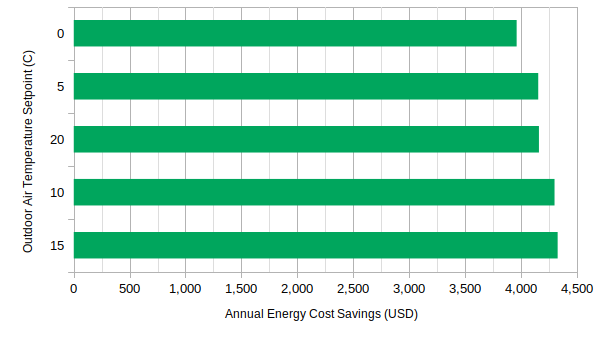 0
5
20
10
15
Outdoor Air Temperature Setpoint (C)
0 500 1,000 1,500 2,000 2,500 3,000 3,500 4,000 4,500
Annual Energy Cost Savings (USD)